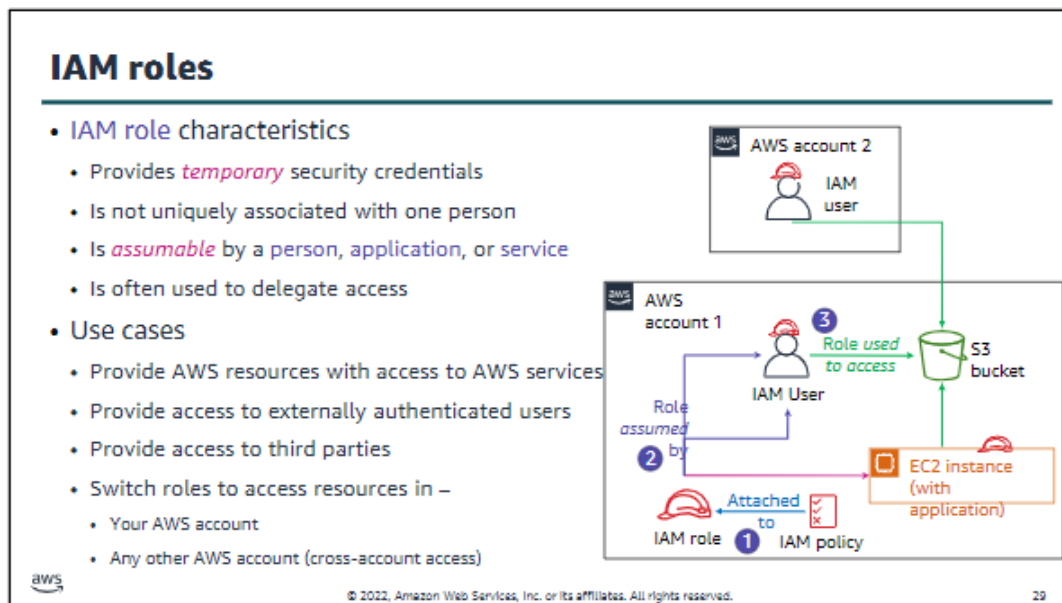 IAM roles
• IAM role characteristics
• Provides temporary security credentials
• Is not uniquely associated with one person
• Is assumable by a person, application, or service
• Is often used to delegate access
• Use cases
• Provide AWS resources with access to AWS services
• Provide access to externally authenticated users
• Provide access to third parties
• Switch roles to access resources in –
• Your AWS account
• Any other AWS account (cross-account access)
aws
AWS account 2
IAM
user
aws
AWS
account 1
3
Role used
to access
S3
bucket
IAM User
Role
assumed
by
2
EC2 instance
(with
application)
Attached
to
1
IAM role
IAM policy
aws
© 2022, Amazon Web Services, Inc. or its affiliates. All rights reserved.
29